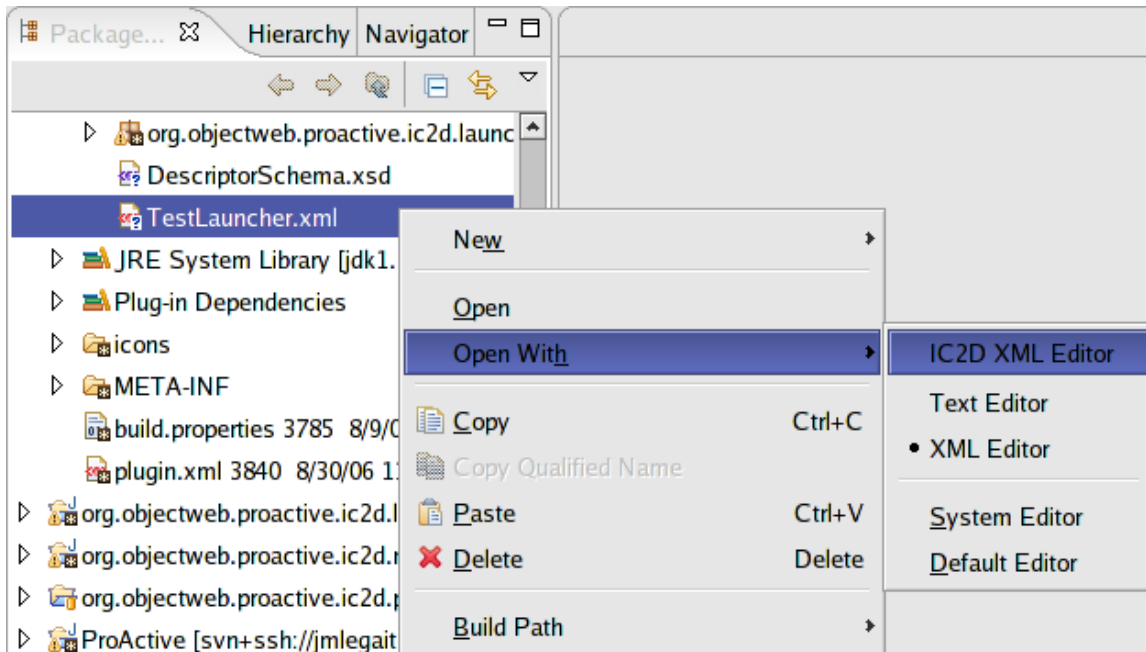 Package... Hierarchy Navigator
org.objectweb.proactive.ic2d.launc
DescriptorSchema.xsd
TestLauncher.xml
JRE System Library [jdk1.
Plug-in Dependencies
icons
META-INF
build.properties 3785 8/9/0
plugin.xml 3840 8/30/06 1
org.objectweb.proactive.ic2d.l
org.objectweb.proactive.ic2d.r
org.objectweb.proactive.ic2d.p
ProActive [svn+ssh://jmlegait
New
Open
Open With
Copy Ctrl+C
Copy Qualified Name
Paste Ctrl+V
Delete Delete
Build Path
IC2D XML Editor
Text Editor
XML Editor
System Editor
Default Editor